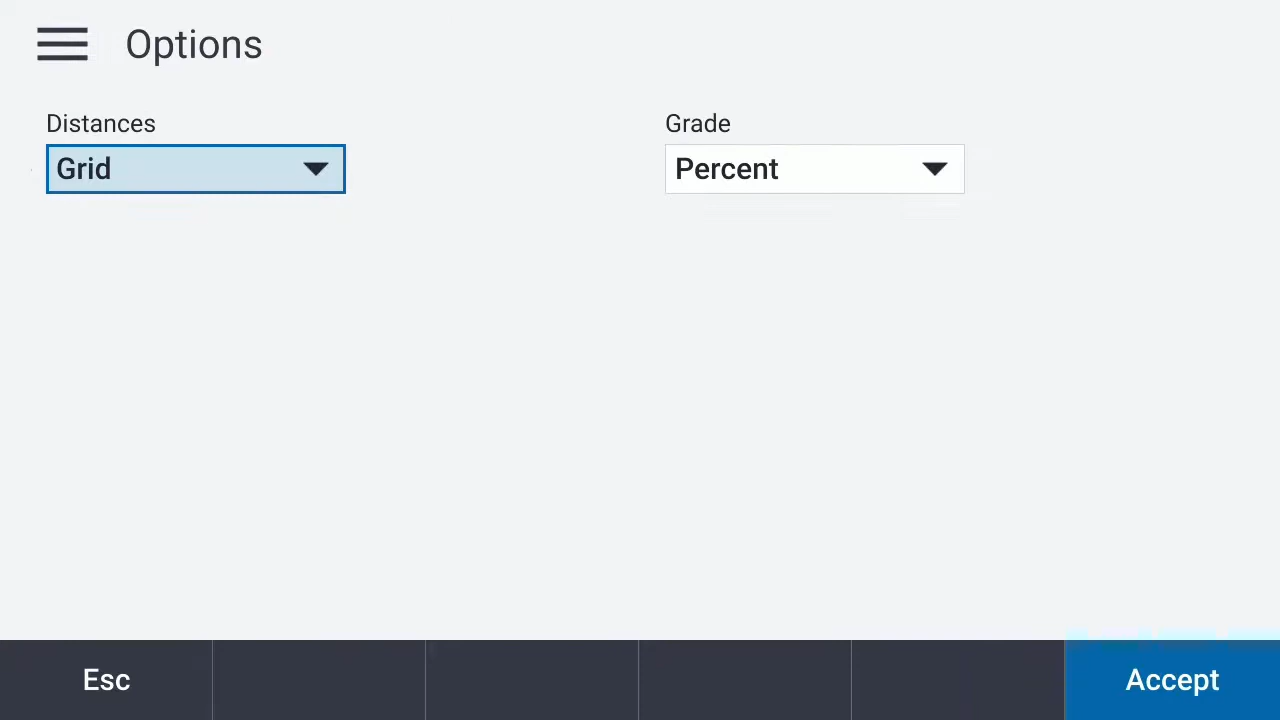 Options
Distances
Grade
Grid
Percent
Esc
Accept